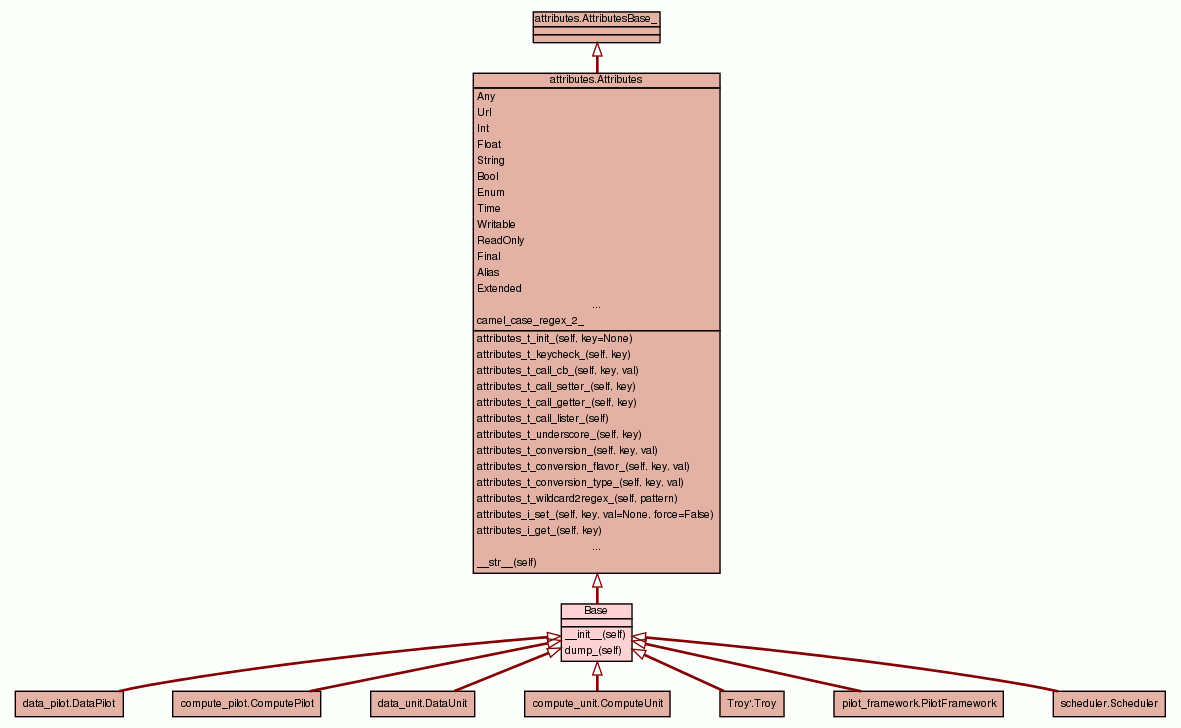 attributes.AttributesBase_
attributes.Attributes
Any
Url
Int
Float
String
Bool
Enum
Time
Writable
ReadOnly
Final
Alias
Extended
...
camel_case_regex_2_
attributes_t_init_(self, key=None)
attributes_t_keycheck_(self, key)
attributes_t_call_cb_(self, key, val)
attributes_t_call_setter_(self, key)
attributes_t_call_getter_(self, key)
attributes_t_call_lister_(self)
attributes_t_underscore_(self, key)
attributes_t_conversion_(self, key, val)
attributes_t_conversion_flavor_(self, key, val)
attributes_t_conversion_type_(self, key, val)
attributes_t_wildcard2regex_(self, pattern)
attributes_i_set_(self, key, val=None, force=False)
attributes_i_get_(self, key)
...
__str__(self)
Base
__init__(self)
dump_(self)
data_pilot.DataPilot
compute_pilot.ComputePilot
data_unit.DataUnit
compute_unit.ComputeUnit
Troy'.Troy
pilot_framework.PilotFramework
scheduler.Scheduler